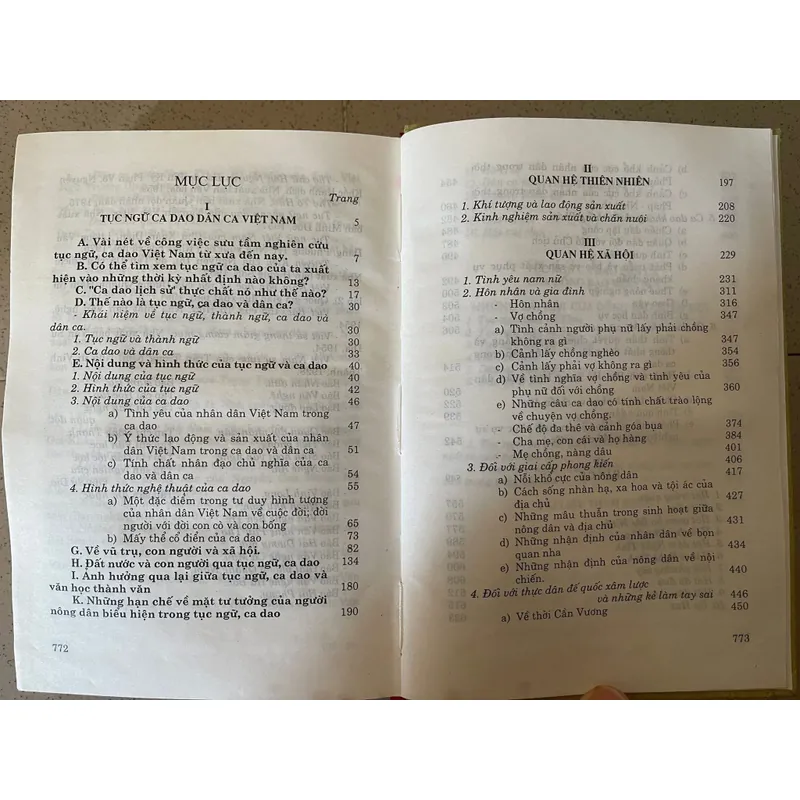 MỤC LỤC
Trang
I
TỤC NGỮ CA DAO DÂN CA VIỆT NAM 5
A. Vài nét về công việc sưu tầm nghiên cứu
tục ngữ, ca dao Việt Nam từ xưa đến nay. 7
B. Có thể tìm xem tục ngữ ca dao của ta xuất
hiện vào những thời kỳ nhất định nào không? 13
C. "Ca dao lịch sử" thực chất nó như thế nào? 17
D. Thế nào là tục ngữ, ca dao và dân ca? 30
- Khái niệm về tục ngữ, thành ngữ, ca dao và
dân ca. 30
1. Tục ngữ và thành ngữ 30
2. Ca dao và dân ca 33
E. Nội dung và hình thức của tục ngữ và ca dao 40
1. Nội dung của tục ngữ 40
2. Hình thức của tục ngữ 42
3. Nội dung của ca dao 46
a) Tình yêu của nhân dân Việt Nam trong
ca dao 47
b) Ý thức lao động và sản xuất của nhân
dân Việt Nam trong ca dao và dân ca 51
c) Tính chất nhân đạo chủ nghĩa của ca
dao và dân ca 54
4. Hình thức nghệ thuật của ca dao 55
a) Một đặc điểm trong tư duy hình tượng
của nhân dân Việt Nam về cuộc đời; đời
người với đời con cò và con bống 65
b) Mấy thể cổ điển của ca dao 73
G. Về vũ trụ, con người và xã hội. 82
H. Đất nước và con người qua tục ngữ, ca dao 134
I. Ảnh hưởng qua lại giữa tục ngữ, ca dao và
văn học thành văn 180
K. Những hạn chế về mặt tư tưởng của người
nông dân biểu hiện trong tục ngữ, ca dao 190
772
II
QUAN HỆ THIÊN NHIÊN 197
1. Khí tượng và lao động sản xuất 208
2. Kinh nghiệm sản xuất và chăn nuôi 220
III
QUAN HỆ XÃ HỘI 229
1. Tình yêu nam nữ 231
2. Hôn nhân và gia đình 311
- Hôn nhân 316
- Vợ chồng 347
a) Tình cảnh người phụ nữ lấy phải chồng
không ra gì 347
b) Cảnh lấy chồng nghèo 354
c) Cảnh lấy phải vợ không ra gì 356
d) Về tình nghĩa vợ chồng và tình yêu của
phụ nữ đối với chồng 360
e) Những câu ca dao có tính chất trào lộng
về chuyện vợ chồng.
- Chế độ đa thê và cảnh góa bụa 374
- Cha mẹ, con cái và họ hàng 384
- Mẹ chồng, nàng dâu 401
406
3. Đối với giai cấp phong kiến
a) Nỗi khổ cực của nông dân 417
b) Cách sống nhàn hạ, xa hoa và tội ác của
địa chủ 427
c) Những mâu thuẫn trong sinh hoạt giữa
nông dân và địa chủ 431
d) Những nhận định của nhân dân về bọn
quan nha 434
e) Những nhận định của nông dân về nội
chiến. 440
4. Đối với thực dân đế quốc xâm lược
và những kẻ làm tay sai 446
a) Về thời Cần Vương 450
773